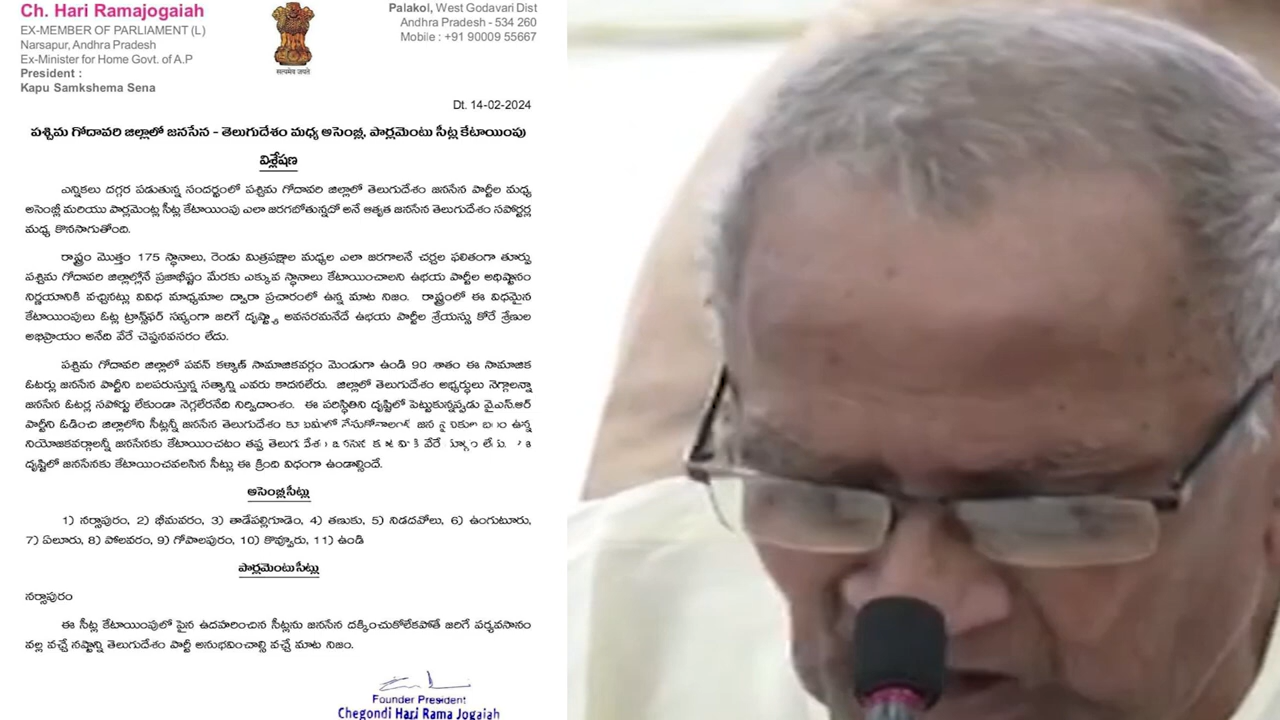 Ch. Hari Ramajogaiah
EX-MEMBER OF PARLIAMENT (L)
Narsapur, Andhra Pradesh
Ex-Minister for Home Govt. of A.P
President :
Kapu Samkshema Sena
सत्यमेव जयते
Palakol, West Godavari Dist
Andhra Pradesh - 534 260
Mobile : +91 90009 55667
Dt. 14-02-2024
పశ్చిమ గోదావరి జిల్లాలో జనసేన - తెలుగుదేశం మధ్య అసెంబ్లీ, పార్లమెంటు సీట్ల కేటాయింపు
విశ్లేషణ
ఎన్నికలు దగ్గర పడుతున్న సందర్భంలో పశ్చిమ గోదావరి జిల్లాలో తెలుగుదేశం జనసేన పార్టీల మధ్య
అసెంబ్లీ మరియు పార్లమెంట్ల సీట్ల కేటాయింపు ఎలా జరగబోతున్నదో అనే ఆతృత జనసేన తెలుగుదేశం సపోర్టర్ల
మధ్య కొనసాగుతోంది.
రాష్ట్రం మొత్తం 175 స్థానాలు, రెండు మిత్రపక్షాల మధ్యల ఎలా జరగాలనే చర్చల ఫలితంగా తూర్పు
పశ్చిమ గోదావరి జిల్లాల్లోనే ప్రజాభీష్టం మేరకు ఎక్కువ స్థానాలు కేటాయించాలని ఉభయ పార్టీల అధిష్టానం
నిర్ణయానికి వచ్చినట్లు వివిధ మాధ్యమాల ద్వారా ప్రచారంలో ఉన్న మాట నిజం. రాష్ట్రంలో ఈ విధమైన
కేటాయింపులు ఓట్ల ట్రాన్స్‌ఫర్ సవ్యంగా జరిగే దృష్ట్యా అవసరమనేదే ఉభయ పార్టీల శ్రేయస్సు కోరే శ్రేణుల
అభిప్రాయం అనేది వేరే చెప్పనవసరం లేదు.
పశ్చిమ గోదావరి జిల్లాలో పవన్ కళ్యాణ్ సామాజికవర్గం మెండుగా ఉండి 90 శాతం ఈ సామాజిక
ఓటర్లు జనసేన పార్టీని బలపరుస్తున్న సత్యాన్ని ఎవరు కాదనలేరు. జిల్లాలో తెలుగుదేశం అభ్యర్థులు నెగ్గాలన్నా
జనసేన ఓటర్ల సపోర్టు లేకుండా నెగ్గలేరనేది నిర్విదాంశం. ఈ పరిస్థితిని దృష్టిలో పెట్టుకున్నప్పుడు వైఎస్.ఆర్
పార్టీని ఓడించి జిల్లాలోని సీట్లన్నీ జనసేన తెలుగుదేశం ఉన్న
నియోజకవర్గాలన్నీ జనసేనకు కేటాయించటం తప్ప వేరే
దృష్టిలో జనసేనకు కేటాయించవలసిన సీట్లు ఈ క్రింది విధంగా ఉండాల్సిందే.
అసెంబ్లీసీట్లు
1) నర్సాపురం, 2) భీమవరం, 3) తాడేపల్లిగూడెం, 4) తణుకు, 5) నిడదవోలు, 6) ఉంగుటూరు,
7) ఏలూరు, 8) పోలవరం, 9) గోపాలపురం, 10) కొవ్వూరు, 11) ఉండి
పార్లమెంటుసీట్లు
నర్సాపురం
ఈ సీట్ల కేటాయింపులో పైన ఉదహరించిన సీట్లను జనసేన దక్కించుకోలేకపోతే జరిగే పర్యవసానం
వల్ల వచ్చే నష్టాన్ని తెలుగుదేశం పార్టీ అనుభవించాల్సి వచ్చే మాట నిజం.
Founder President
Chegondi Hari Rama Jogaiah